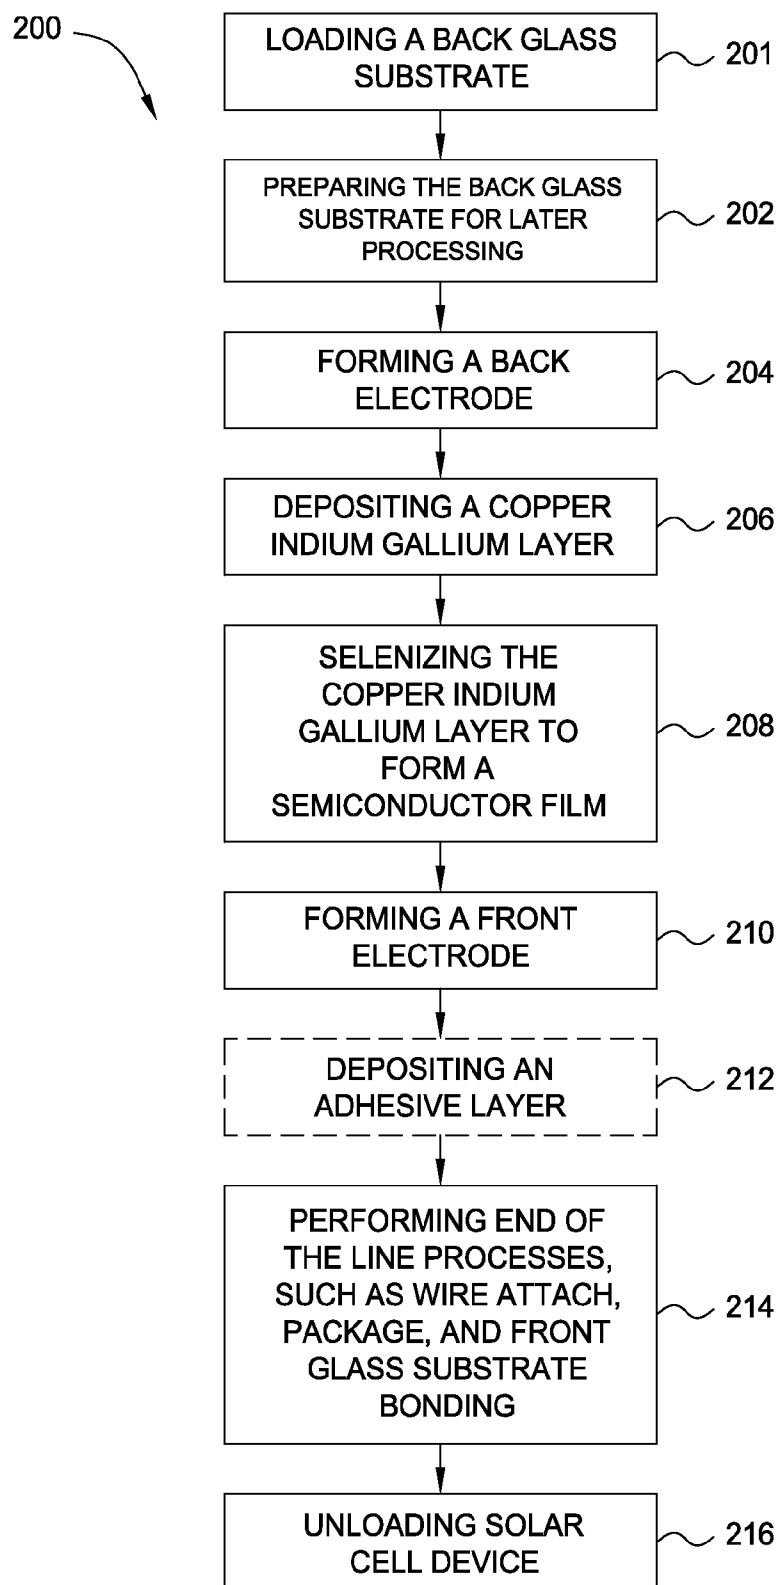 200
LOADING A BACK GLASS
SUBSTRATE
201
PREPARING THE BACK GLASS
SUBSTRATE FOR LATER
PROCESSING
202
FORMING A BACK
ELECTRODE
204
DEPOSITING A COPPER
INDIUM GALLIUM LAYER
206
SELENIZING THE
COPPER INDIUM
GALLIUM LAYER TO
FORM A
SEMICONDUCTOR FILM
208
FORMING A FRONT
ELECTRODE
210
DEPOSITING AN
ADHESIVE LAYER
212
PERFORMING END OF
THE LINE PROCESSES,
SUCH AS WIRE ATTACH,
PACKAGE, AND FRONT
GLASS SUBSTRATE
BONDING
214
UNLOADING SOLAR
CELL DEVICE
216